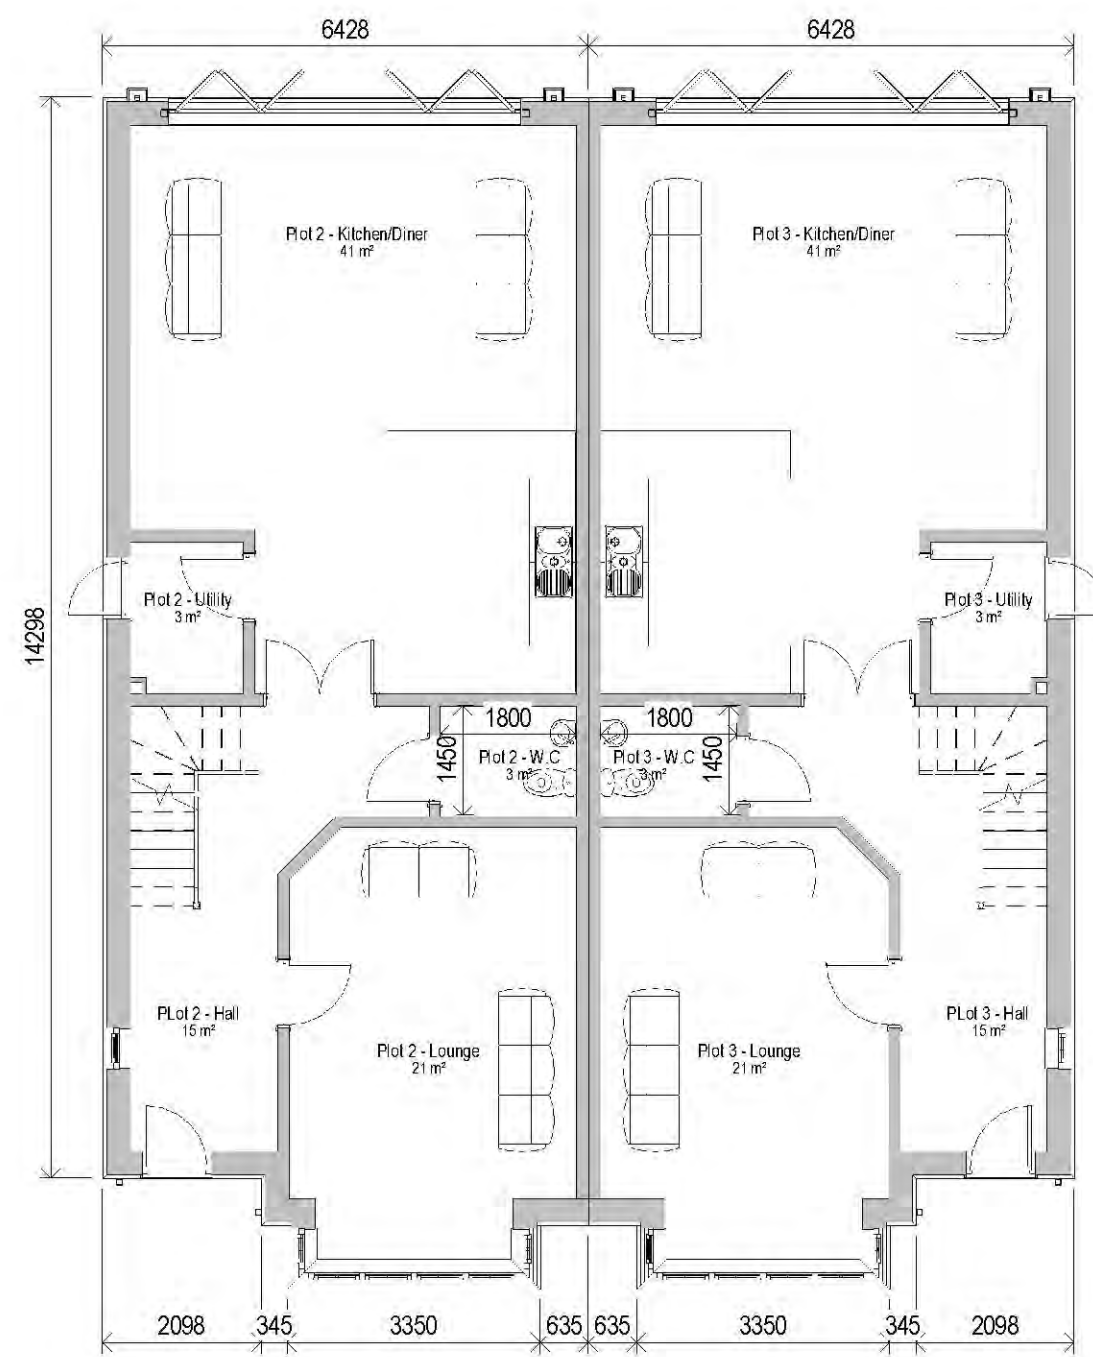 6428 6428
Plot 2 - Kitchen/Diner
41 m²
Plot 3 - Kitchen/Diner
41 m²
14298
Plot 2 - Utility
3 m²
Plot 3 - Utility
3 m²
1800 1800
1450 1450
Plot 2 - W.C
3 m²
Plot 3 - W.C
3 m²
PLot 2 - Hall
15 m²
PLot 3 - Hall
15 m²
Plot 2 - Lounge
21 m²
Plot 3 - Lounge
21 m²
2098 345 3350 635 635 3350 345 2098